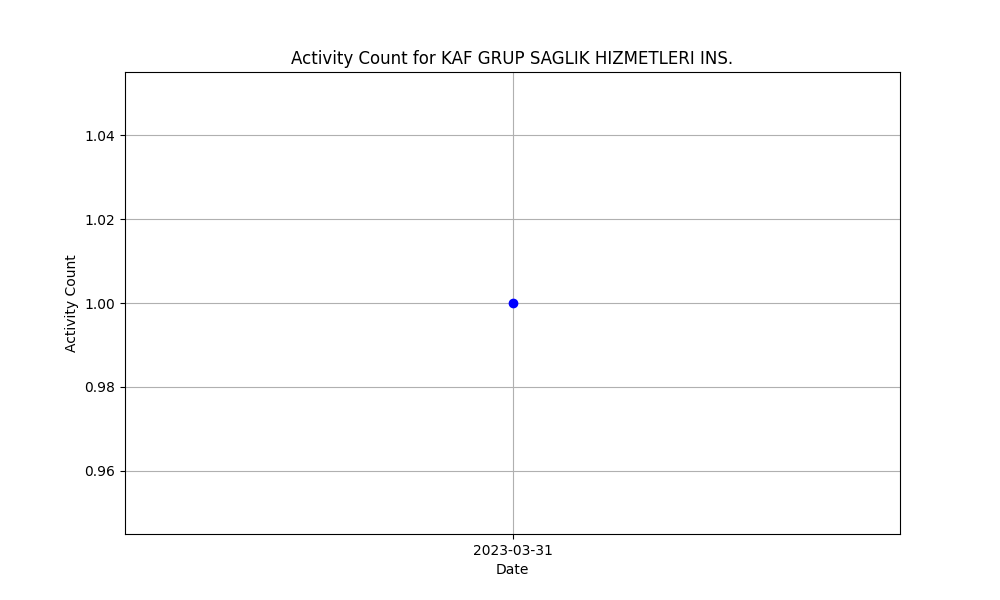 Activity Count for KAF GRUP SAGLIK HIZMETLERI INS.
1.04
1.02
1.00
0.98
0.96
Activity Count
2023-03-31
Date